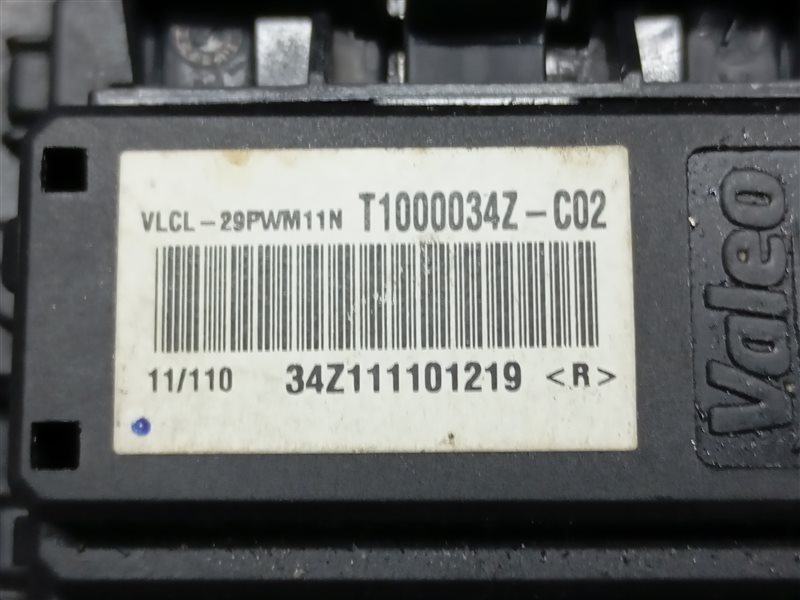 VLCL-29PWM11N T1000034Z-C02
11/110 34Z111101219 <R>
Valeo